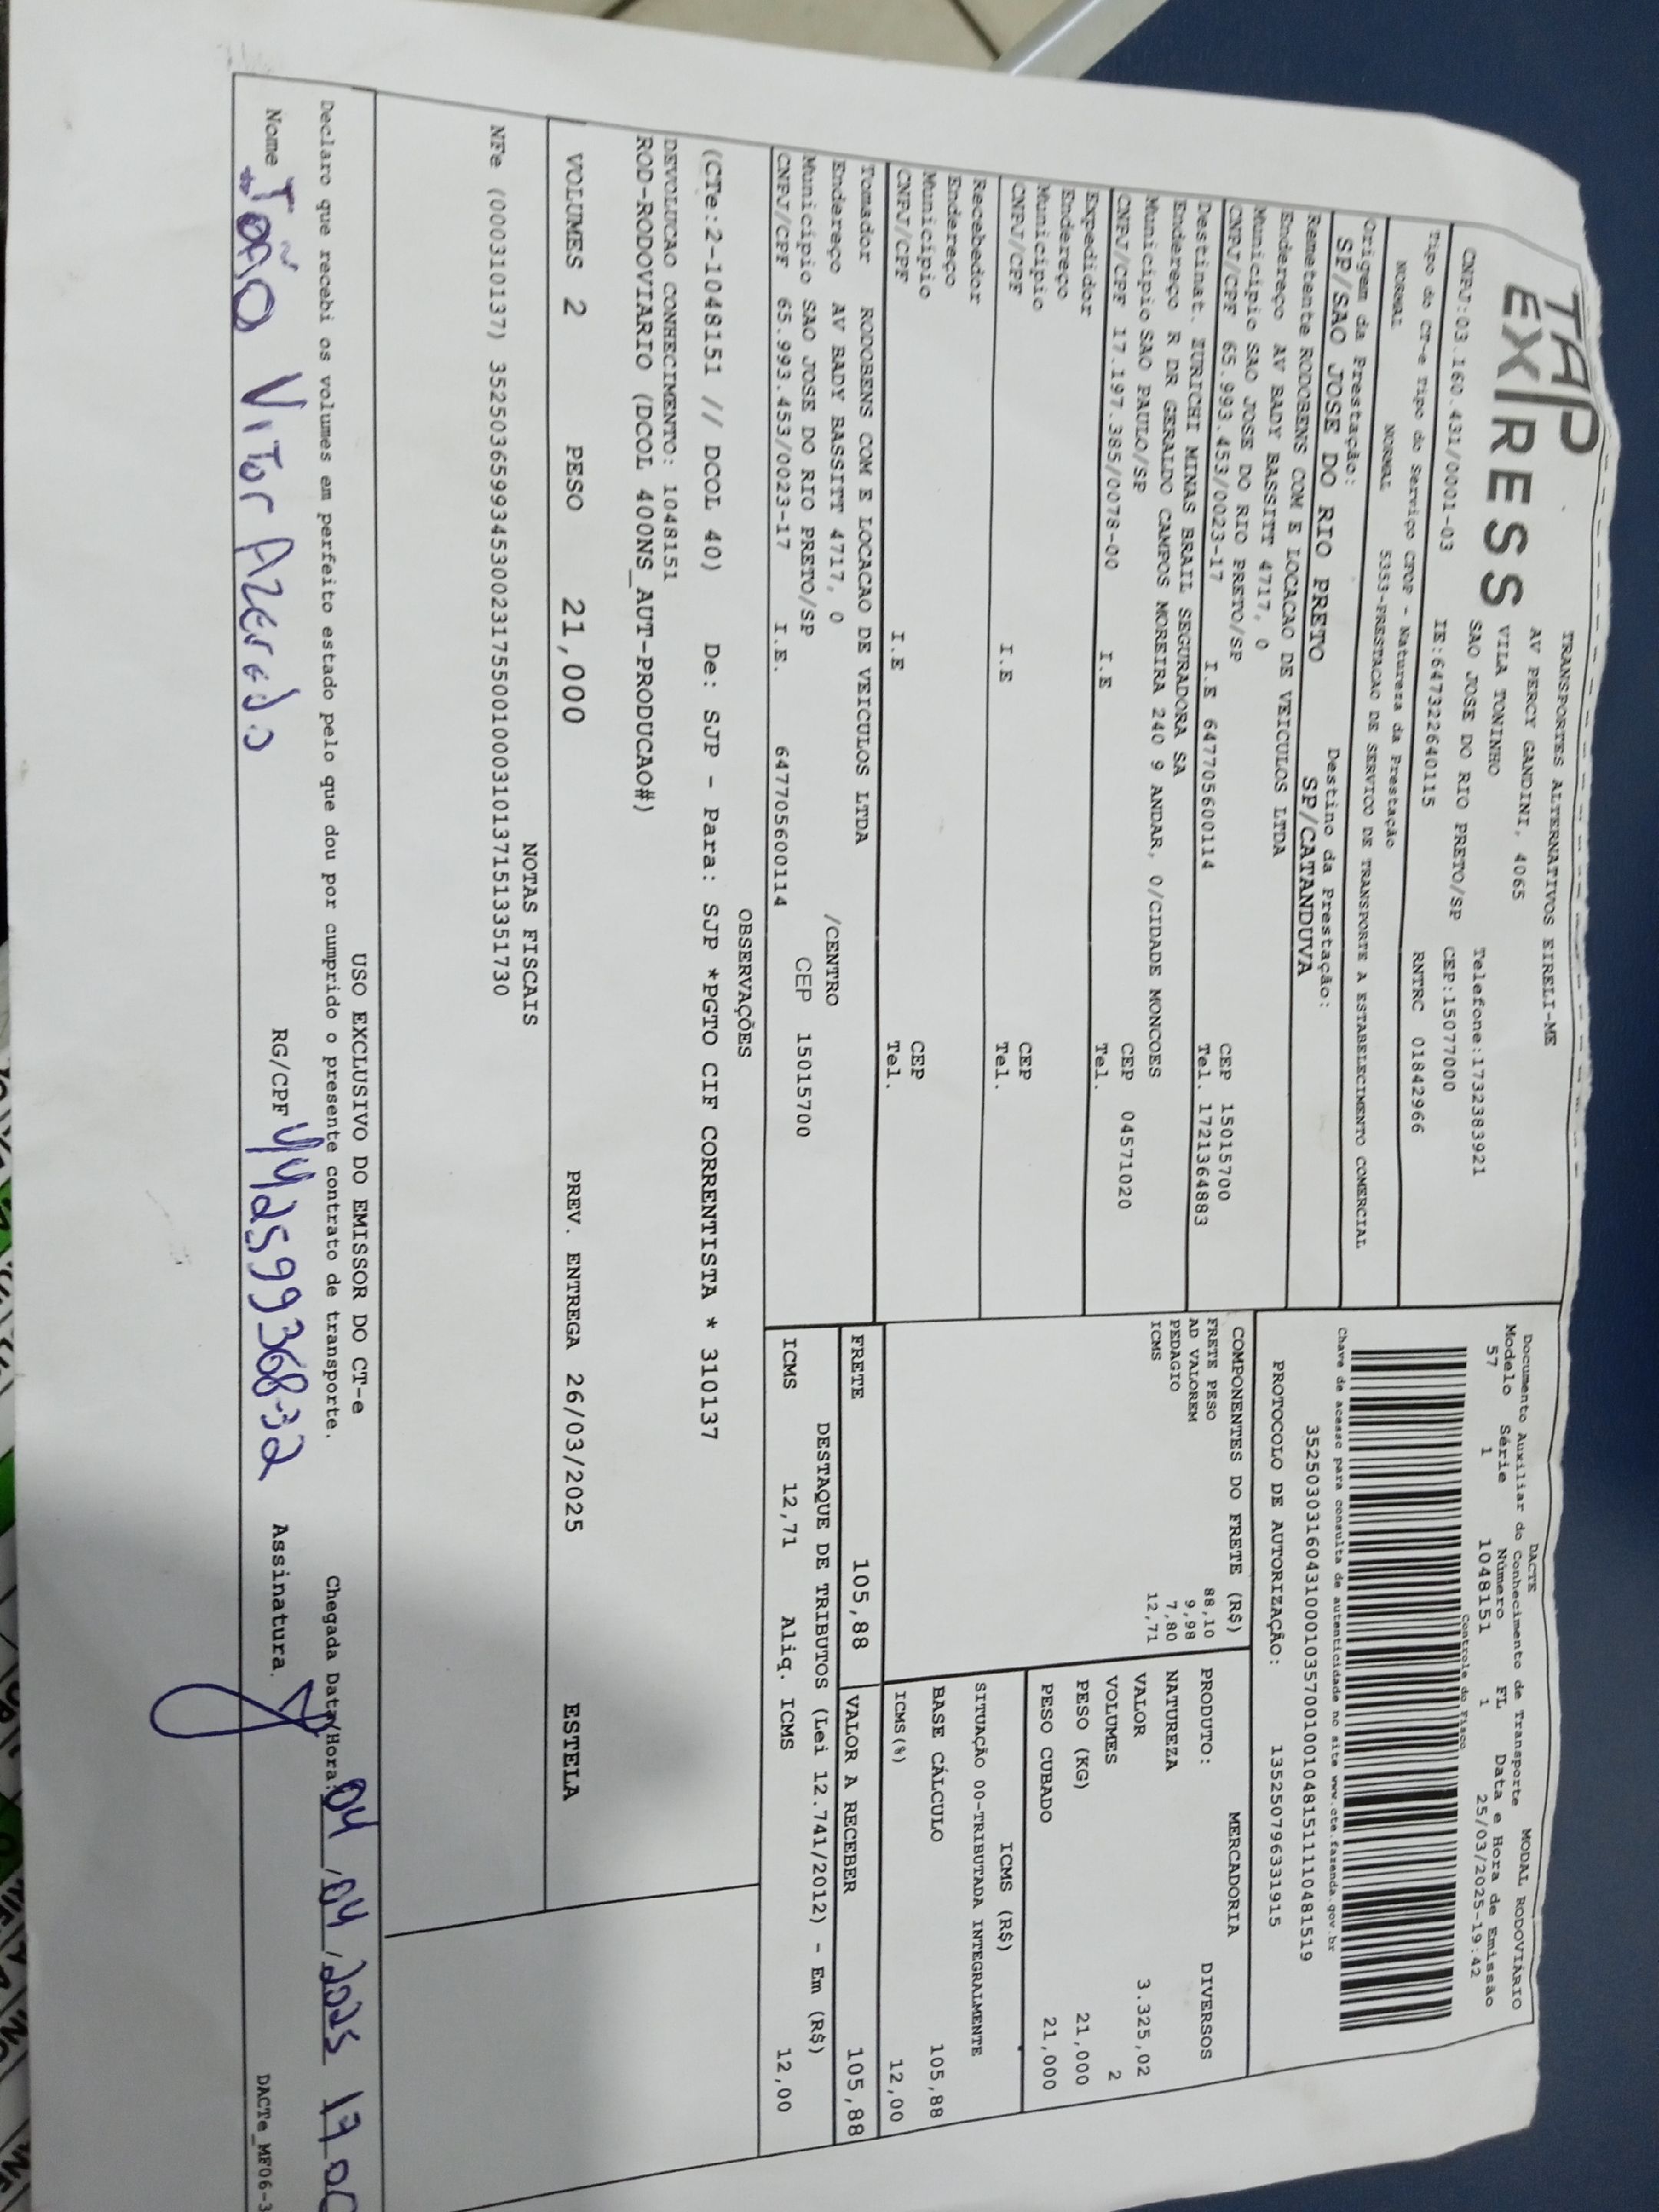 TAP
EXPRESS
TRANSPORTES ALTERNATIVOS EIRELI-ME
AV PERCY GANDINI, 4065
VILA TONINHO
SAO JOSE DO RIO PRETO/SP
Telefone:1732383921
CEP:15077000
CNPJ:03.160.431/0001-03 IE:647322640115 RNTRC 01842966
Tipo do CT-e Tipo do Serviço CFOP - Natureza da Prestação
NORMAL NORMAL 5353-PRESTACAO DE SERVICO DE TRANSPORTE A ESTABELECIMENTO COMERCIAL
Origem da Prestação: Destino da Prestação:
SP/SAO JOSE DO RIO PRETO SP/CATANDUVA
DACTE MODAL RODOVIÁRIO
Documento Auxiliar do Conhecimento de Transporte
Modelo Série Número FL Data e Hora de Emissão
57 1 1048151 1 25/03/2025-19:42
Controle do Fisco
Chave de acesso para consulta de autenticidade no site www.cte.fazenda.gov.br
35250303160431000103570010010481511110481519
PROTOCOLO DE AUTORIZAÇÃO: 135250796331915
Remetente RODOBENS COM E LOCACAO DE VEICULOS LTDA
Endereço AV BADY BASSITT 4717, 0
Município SAO JOSE DO RIO PRETO/SP CEP 15015700
CNPJ/CPF 65.993.453/0023-17 I.E 647705600114 Tel. 1721364883
Destinat. ZURICHI MINAS BRAIL SEGURADORA SA
Endereço R DR GERALDO CAMPOS MOREIRA 240 9 ANDAR, 0/CIDADE MONCOES
Município SAO PAULO/SP CEP 04571020
CNPJ/CPF 17.197.385/0078-00 I.E Tel.
Expedidor
Endereço
Município CEP
CNPJ/CPF I.E Tel.
Recebedor
Endereço
Município CEP
CNPJ/CPF I.E Tel.
Tomador RODOBENS COM E LOCACAO DE VEICULOS LTDA
Endereço AV BADY BASSITT 4717, 0 /CENTRO
Município SAO JOSE DO RIO PRETO/SP CEP 15015700
CNPJ/CPF 65.993.453/0023-17 I.E. 647705600114
COMPONENTES DO FRETE (R$)
FRETE PESO 88,10
AD VALOREM 9,98
PEDAGIO 7,80
ICMS 12,71
MERCADORIA
PRODUTO: DIVERSOS
NATUREZA
VALOR 3.325,02
VOLUMES 2
PESO (KG) 21,000
PESO CUBADO 21,000
ICMS (R$)
SITUAÇÃO 00-TRIBUTADA INTEGRALMENTE
BASE CÁLCULO 105,88
ICMS(%) 12,00
FRETE 105,88 VALOR A RECEBER 105,88
DESTAQUE DE TRIBUTOS (Lei 12.741/2012) - Em (R$)
ICMS 12,71 Aliq. ICMS 12,00
OBSERVAÇÕES
(CTe:2-1048151 // DCOL 40) De: SJP - Para: SJP *PGTO CIF CORRENTISTA * 310137
DEVOLUCAO CONHECIMENTO: 1048151
ROD-RODOVIARIO (DCOL 400NS_AUT-PRODUCAO#)
VOLUMES 2 PESO 21,000 PREV. ENTREGA 26/03/2025 ESTELA
NOTAS FISCAIS
NFe (000310137) 35250365993453002317550010003101371513351730
USO EXCLUSIVO DO EMISSOR DO CT-e
Declaro que recebi os volumes em perfeito estado pelo que dou por cumprido o presente contrato de transporte. Chegada Data/Hora: 04/04/2025 17 00
Nome João Vitor Azeredo RG/CPF 442599368-32 Assinatura
DACTe_MF06-3